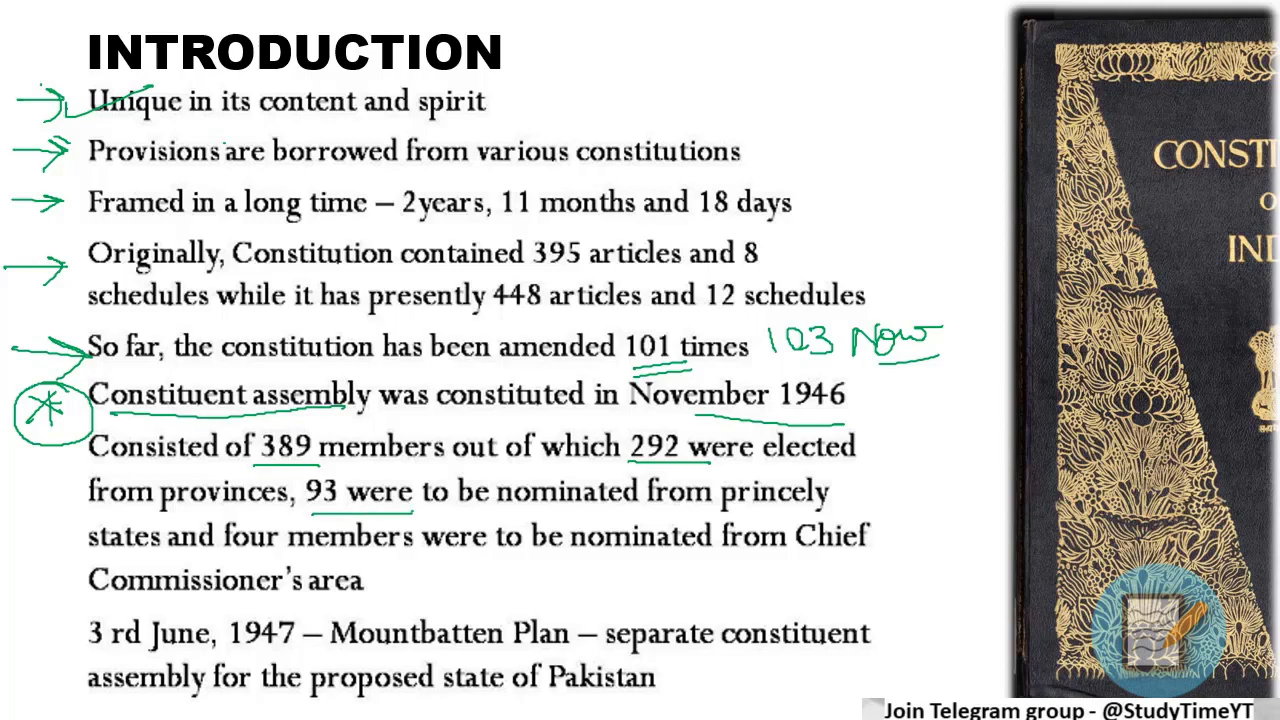 INTRODUCTION
Unique in its content and spirit
Provisions are borrowed from various constitutions
Framed in a long time – 2years, 11 months and 18 days
Originally, Constitution contained 395 articles and 8
schedules while it has presently 448 articles and 12 schedules
So far, the constitution has been amended 101 times 103 Now
Constituent assembly was constituted in November 1946
Consisted of 389 members out of which 292 were elected
from provinces, 93 were to be nominated from princely
states and four members were to be nominated from Chief
Commissioner's area
3 rd June, 1947 – Mountbatten Plan – separate constituent
assembly for the proposed state of Pakistan
CONSTI
O
IND
Join Telegram group - @StudyTimeYT